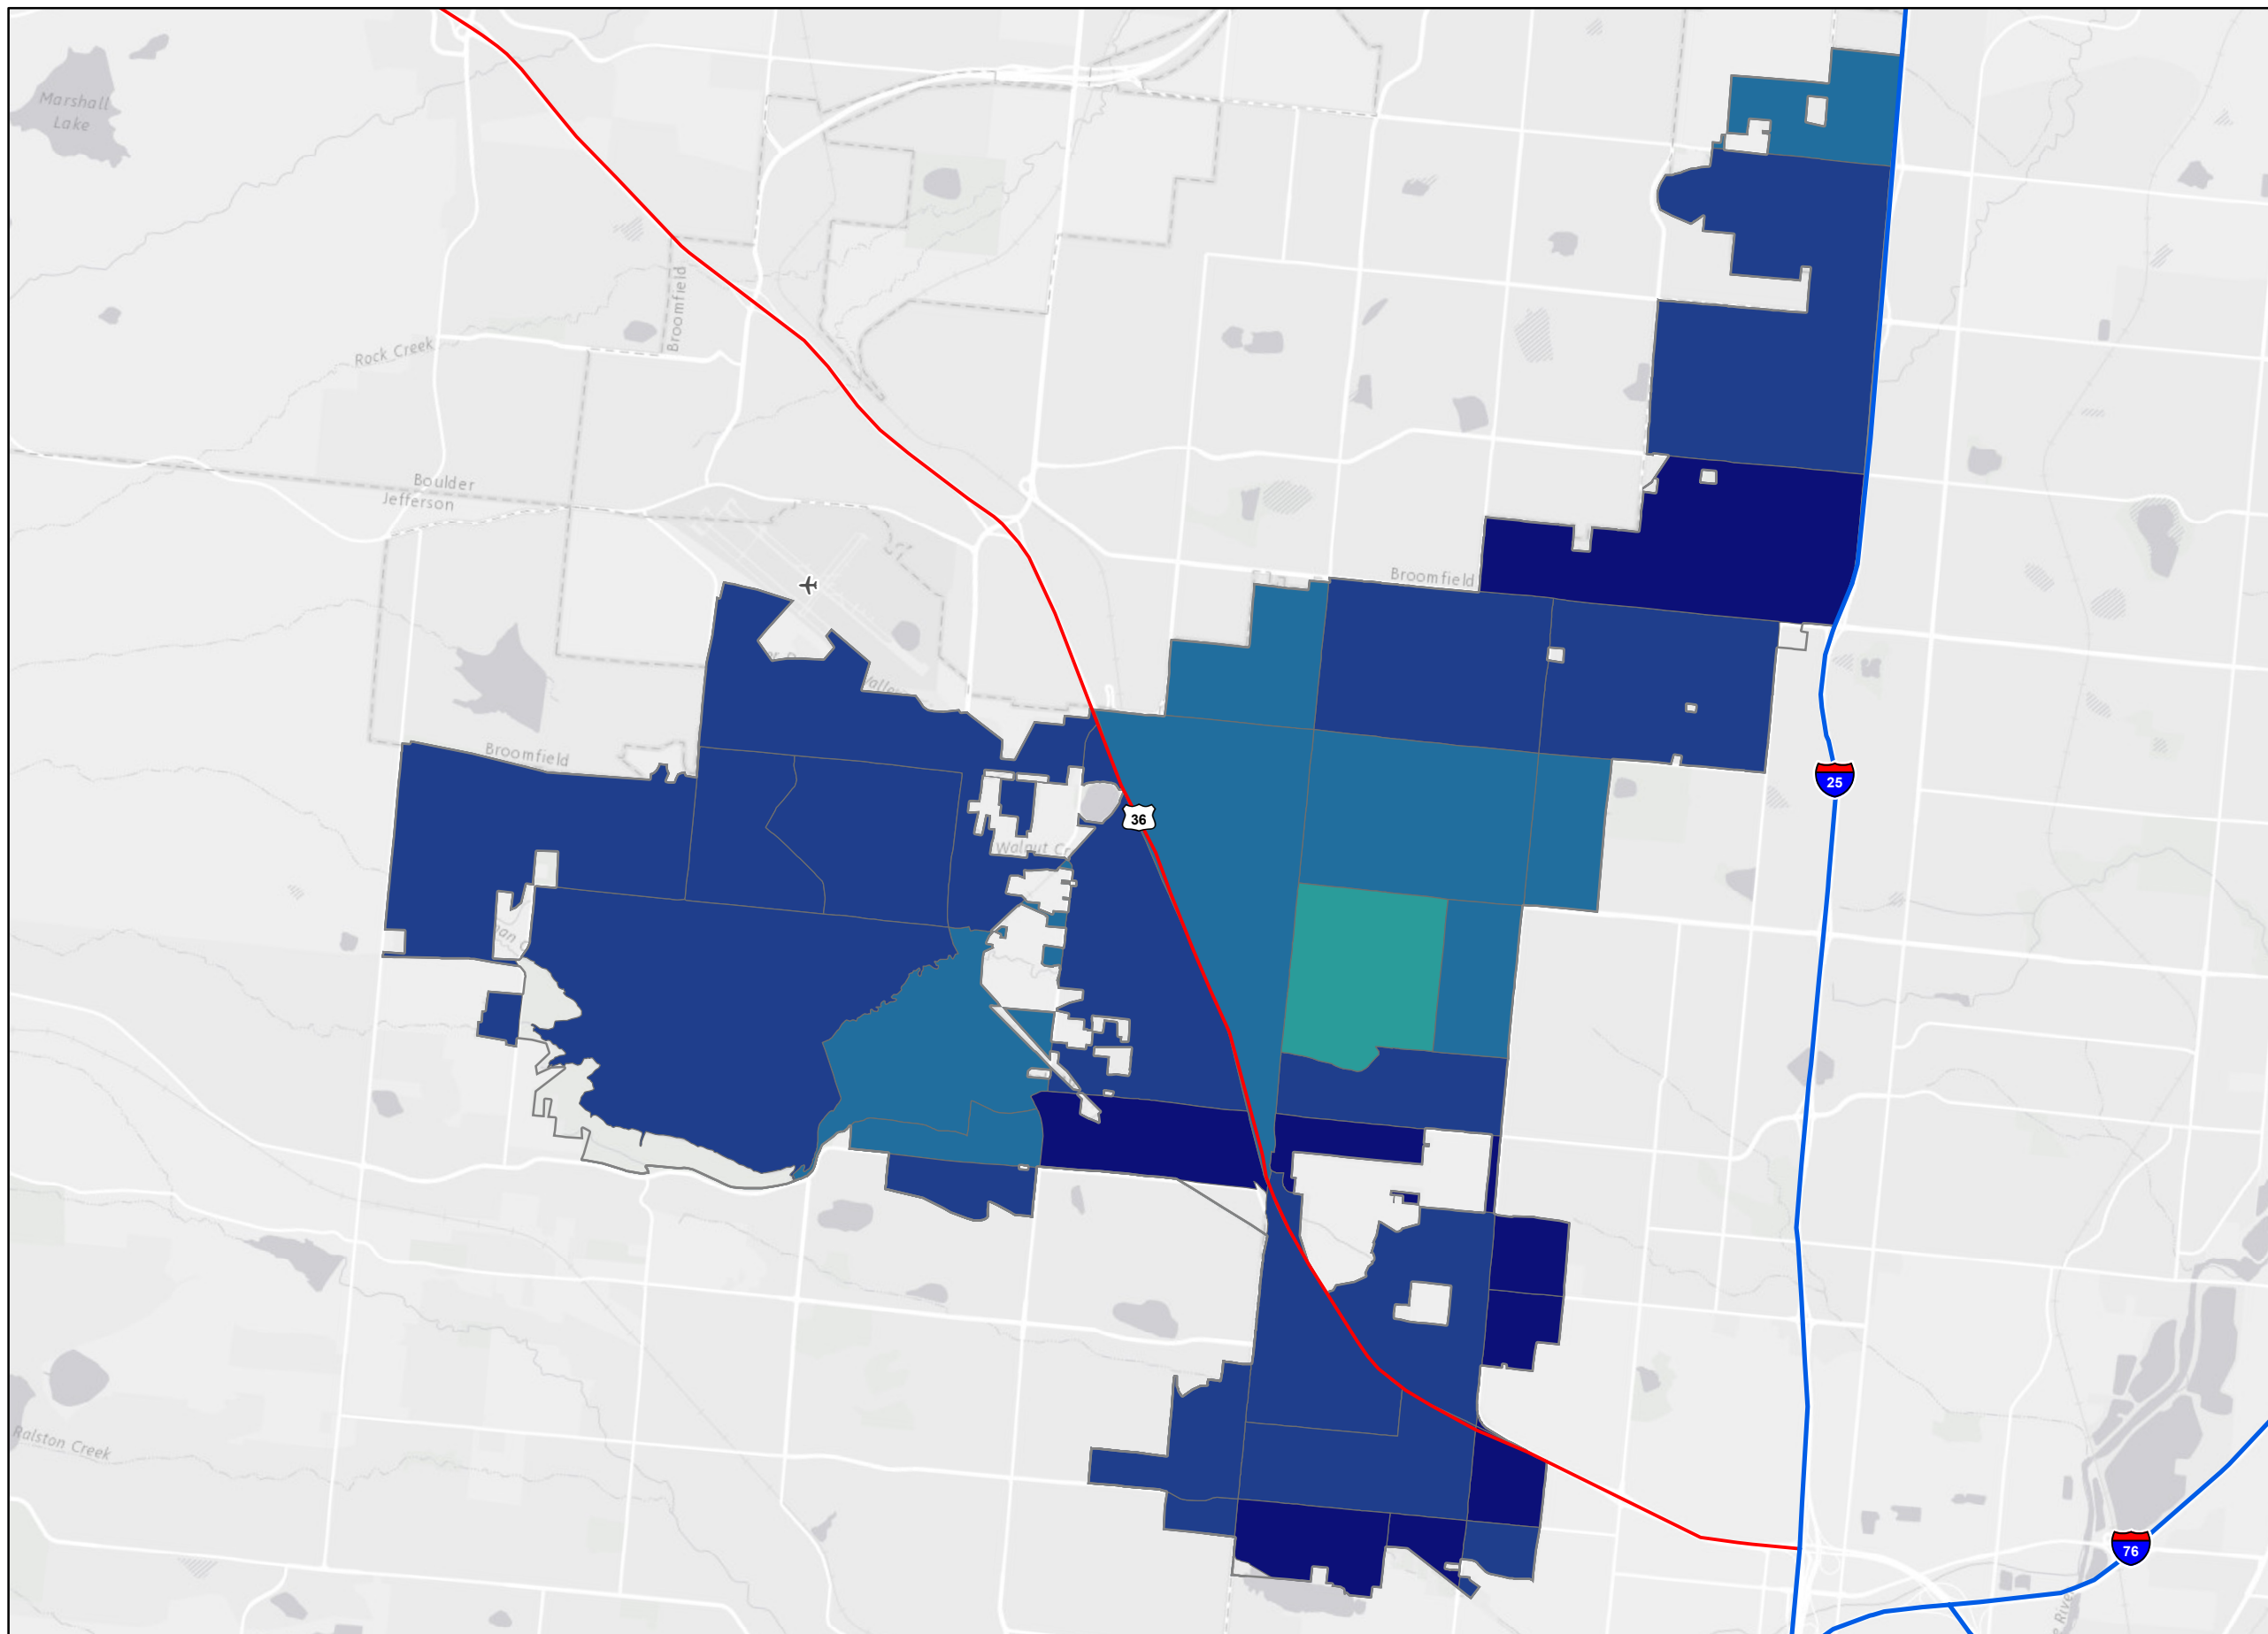 Marshall
Lake
Broomfield
Rock Creek
Boulder
Jefferson
Broomfield
Broomfield
25
36
Walnut
Ralston Creek
76